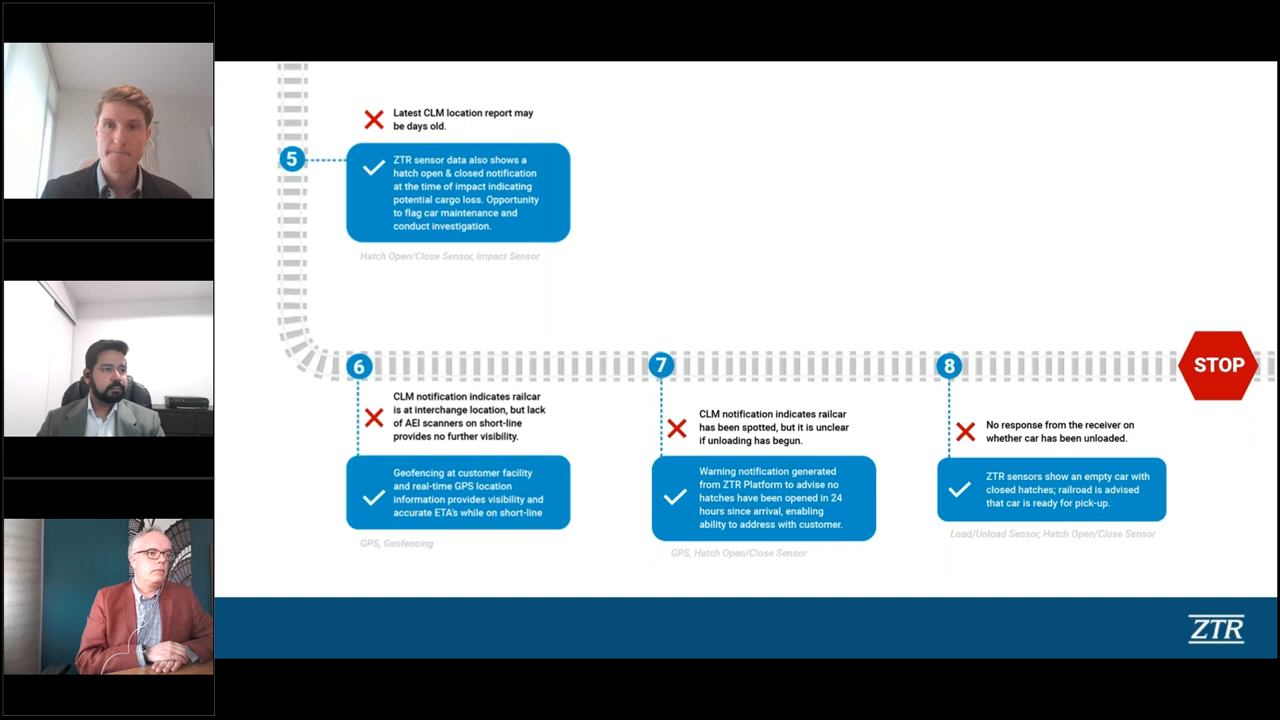 Latest CLM location report may
be days old.
5
ZTR sensor data also shows a
hatch open & closed notification
at the time of impact indicating
potential cargo loss. Opportunity
to flag car maintenance and
conduct investigation.
Hatch Open/Close Sensor, Impact Sensor
6
CLM notification indicates railcar
is at interchange location, but lack
of AEI scanners on short-line
provides no further visibility.
Geofencing at customer facility
and real-time GPS location
information provides visibility and
accurate ETA's while on short-line
GPS, Geofencing
7
CLM notification indicates railcar
has been spotted, but it is unclear
if unloading has begun.
Warning notification generated
from ZTR Platform to advise no
hatches have been opened in 24
hours since arrival, enabling
ability to address with customer.
GPS, Hatch Open/Close Sensor
8
No response from the receiver on
whether car has been unloaded.
ZTR sensors show an empty car with
closed hatches; railroad is advised
that car is ready for pick-up.
Load/Unload Sensor, Hatch Open/Close Sensor
STOP
ZTR